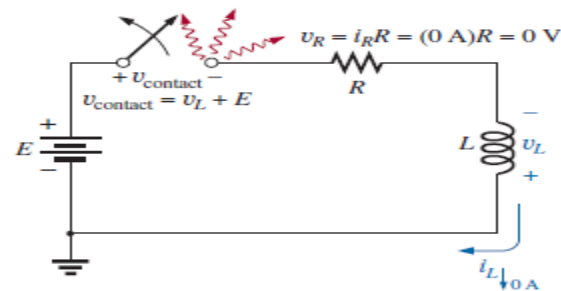 v_R = i_R R = (0 A)R = 0 V
+ v_contact −
R
v_contact = v_L + E
+
E
−
−
L
v_L
+
i_L
0 A